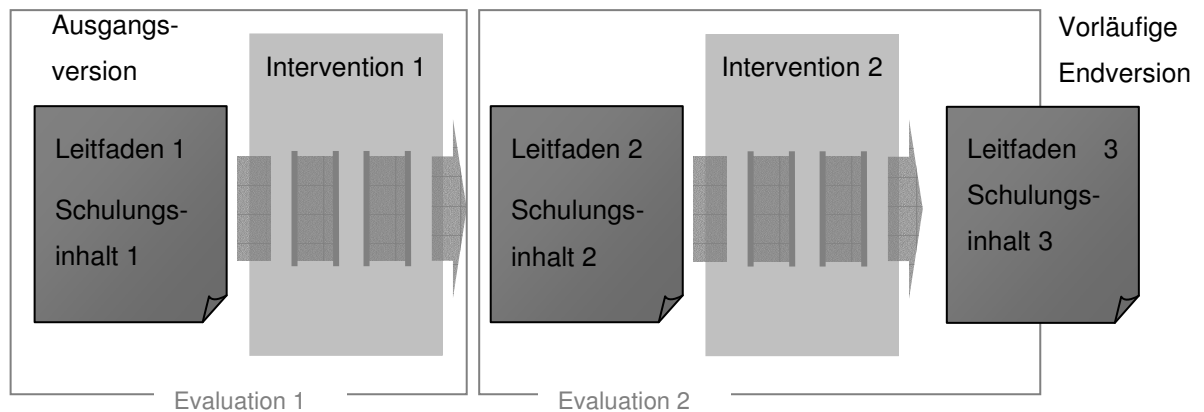 Ausgangs-
version
Intervention 1
Leitfaden 1
Schulungs-
inhalt 1
Evaluation 1
Intervention 2
Leitfaden 2
Schulungs-
inhalt 2
Evaluation 2
Vorläufige
Endversion
Leitfaden 3
Schulungs-
inhalt 3